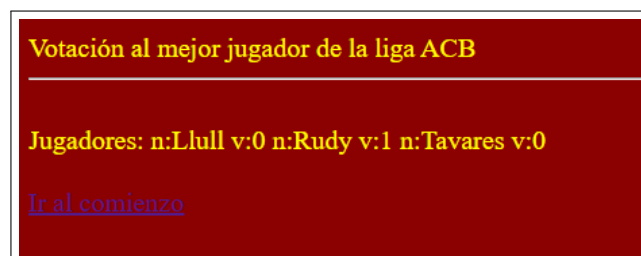 Votación al mejor jugador de la liga ACB
Jugadores: n:Llull v:0 n:Rudy v:1 n:Tavares v:0
Ir al comienzo